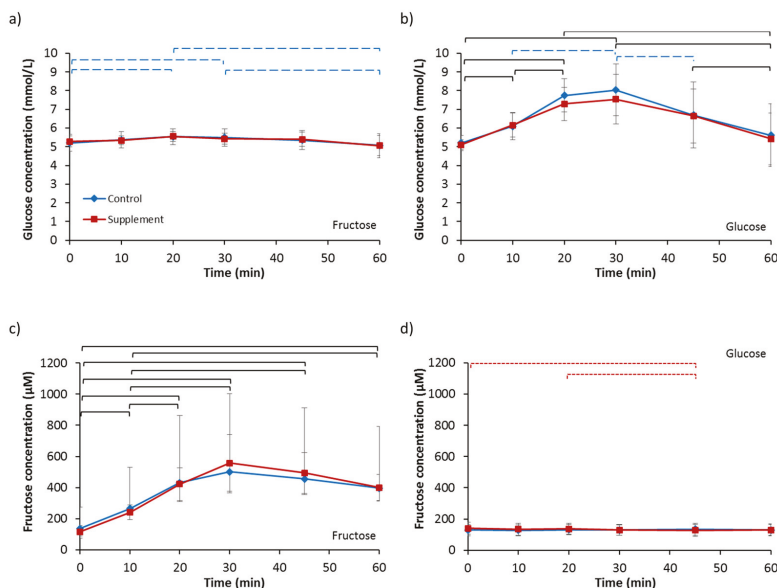 a)
10
9
8
7
6
5
4
3
2
1
0
Glucose concentration (mmol/L)
Control
Supplement
Fructose
0 10 20 30 40 50 60
Time (min)
b)
10
9
8
7
6
5
4
3
2
1
0
Glucose concentration (mmol/L)
Glucose
0 10 20 30 40 50 60
Time (min)
c)
1200
1000
800
600
400
200
0
Fructose concentration (µM)
Fructose
0 10 20 30 40 50 60
Time (min)
d)
Glucose
1200
1000
800
600
400
200
0
Fructose concentration (µM)
0 10 20 30 40 50 60
Time (min)